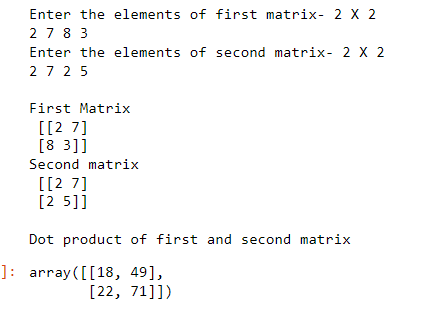 Enter the elements of first matrix- 2 X 2
2 7 8 3
Enter the elements of second matrix- 2 X 2
2 7 2 5
First Matrix
[[2 7]
[8 3]]
Second matrix
[[2 7]
[2 5]]
Dot product of first and second matrix
]: array([[18, 49],
[22, 71]])